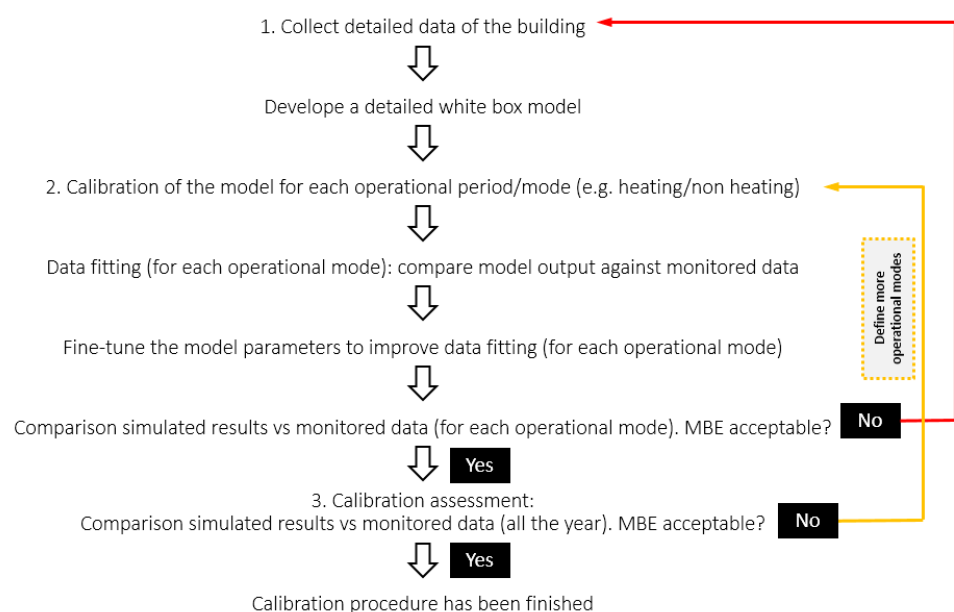 1. Collect detailed data of the building
Develope a detailed white box model
2. Calibration of the model for each operational period/mode (e.g. heating/non heating)
Data fitting (for each operational mode): compare model output against monitored data
Define more
operational modes
Fine-tune the model parameters to improve data fitting (for each operational mode)
Comparison simulated results vs monitored data (for each operational mode). MBE acceptable? No
Yes
3. Calibration assessment:
Comparison simulated results vs monitored data (all the year). MBE acceptable? No
Yes
Calibration procedure has been finished